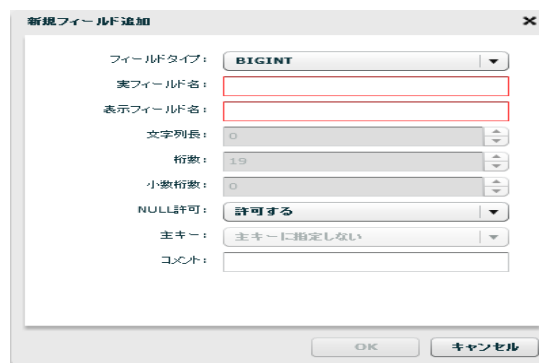 新規フィールド追加 ×
フィールドタイプ: BIGINT
実フィールド名:
表示フィールド名:
文字列長: 0
桁数: 19
小数桁数: 0
NULL許可: 許可する
主キー: 主キーに指定しない
コメント:
OK キャンセル